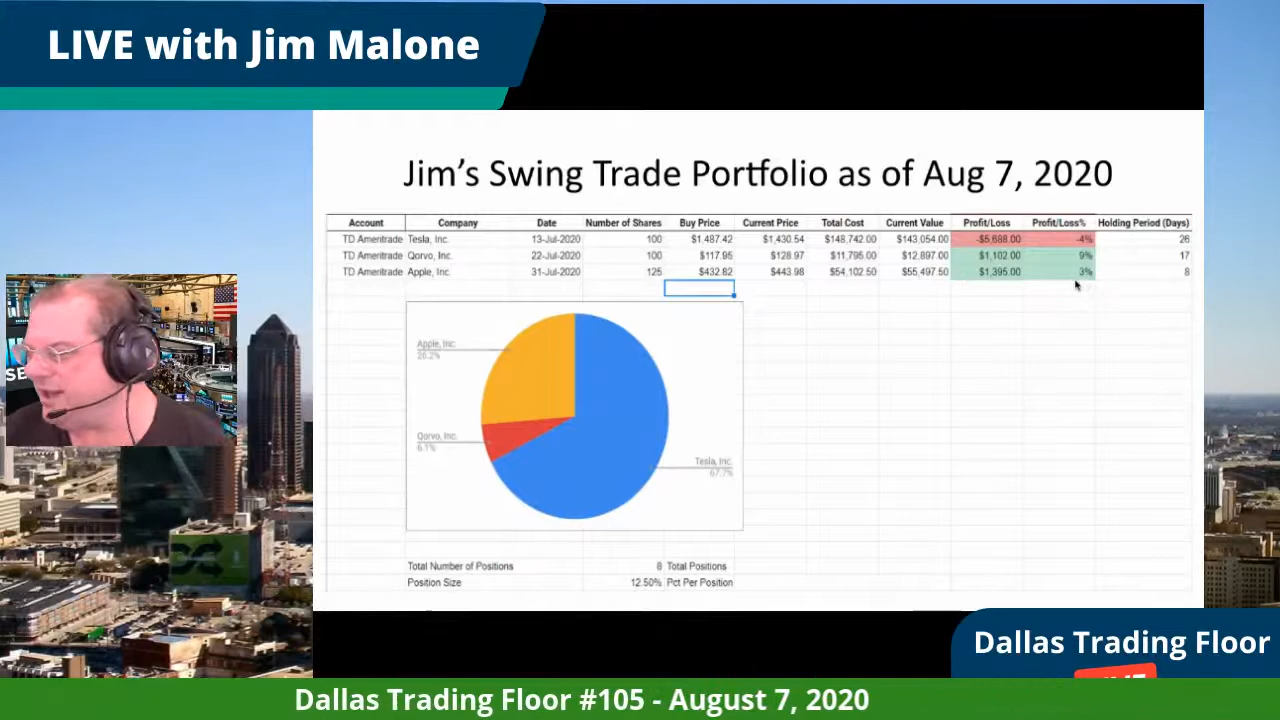 LIVE with Jim Malone
Jim's Swing Trade Portfolio as of Aug 7, 2020
Account Company Date Number of Shares Buy Price Current Price Total Cost Current Value Profit/Loss Profit/Loss% Holding Period (Days)
TD Ameritrade Tesla, Inc. 13-Jul-2020 100 $1,487.42 $1,430.54 $148,742.00 $143,054.00 -$5,688.00 -4% 26
TD Ameritrade Qorvo, Inc. 22-Jul-2020 100 $117.95 $128.97 $11,795.00 $12,897.00 $1,102.00 9% 17
TD Ameritrade Apple, Inc. 31-Jul-2020 125 $432.82 $443.98 $54,102.50 $55,497.50 $1,395.00 3% 8
Apple, Inc.
26.2%
Qorvo, Inc.
6.1%
Tesla, Inc.
67.7%
Total Number of Positions 8 Total Positions
Position Size 12.50% Pct Per Position
SE
Dallas Trading Floor
Dallas Trading Floor #105 - August 7, 2020